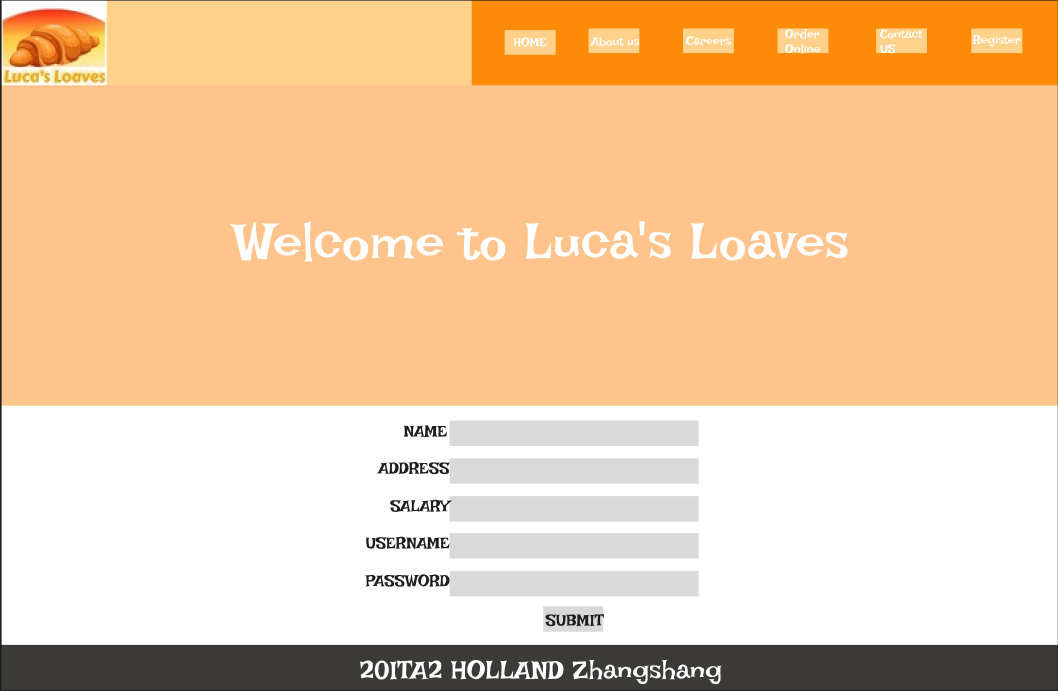 Luca's Loaves
HOME
About us
Careers
Order
Online
Contact
US
Register
Welcome to Luca's Loaves
NAME
ADDRESS
SALARY
USERNAME
PASSWORD
SUBMIT
20ITA2 HOLLAND Zhangshang